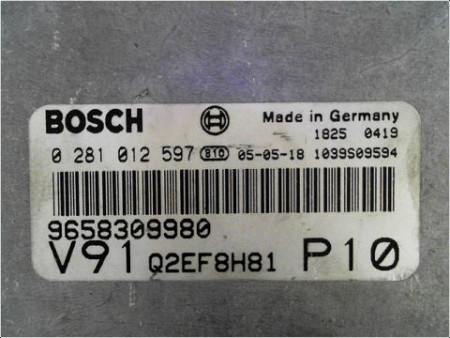 BOSCH Made in Germany
1825 0419
0 281 012 597 810 05-05-18 1039S09594
9658309980
V91 Q2EF8H81 P10